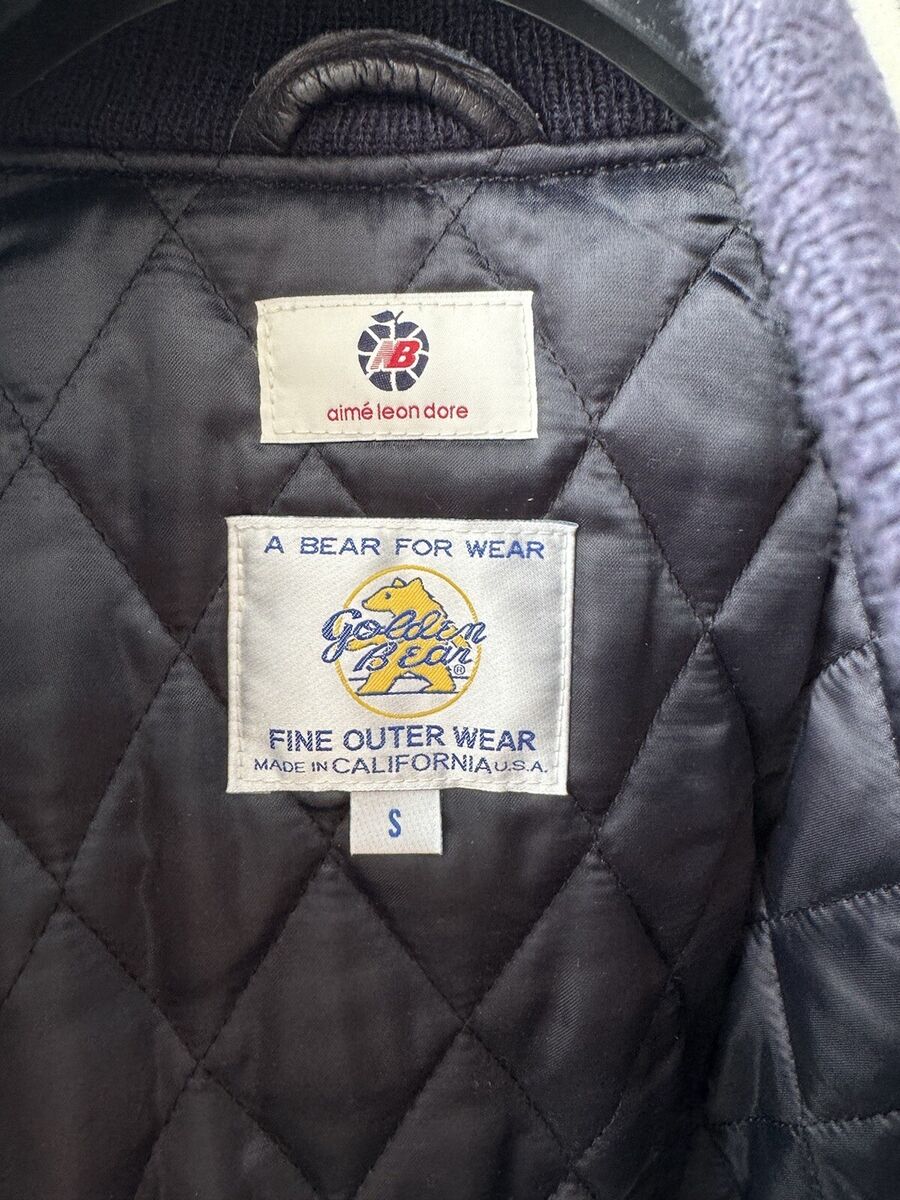 NB
aimé leon dore
A BEAR FOR WEAR
Golden
Bear®
FINE OUTER WEAR
MADE IN CALIFORNIA U.S.A.
S